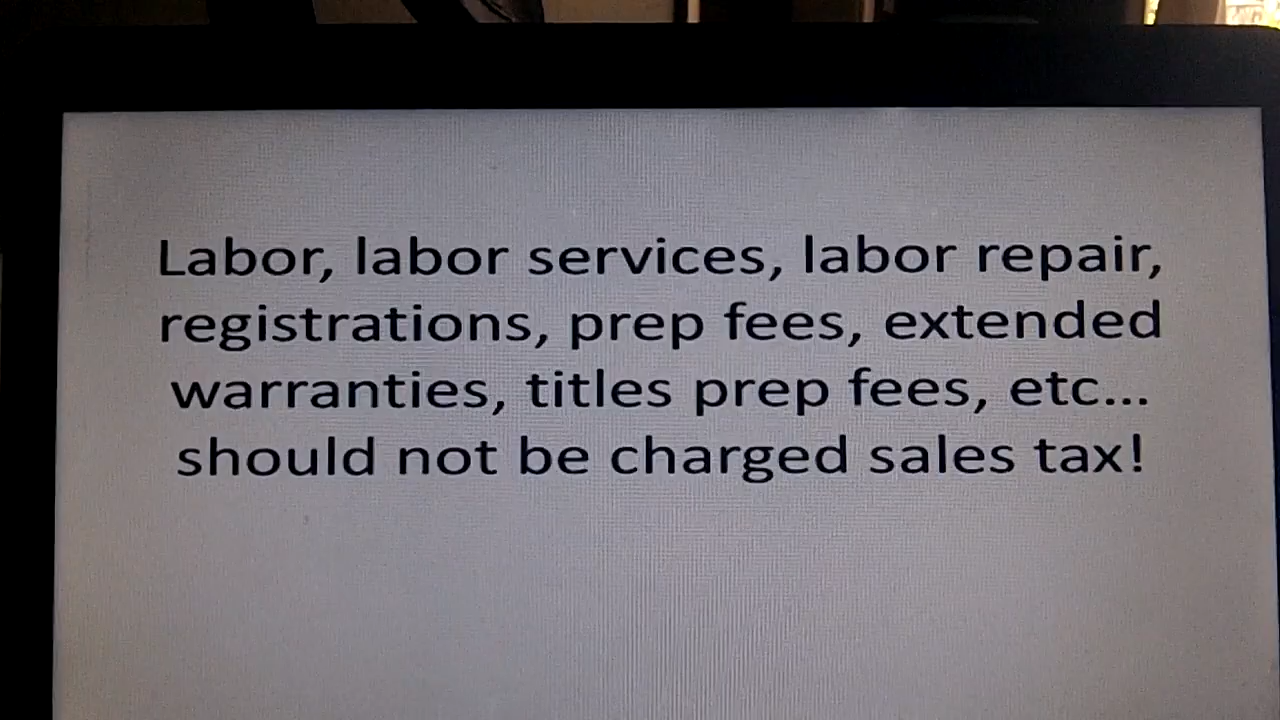 Labor, labor services, labor repair,
registrations, prep fees, extended
warranties, titles prep fees, etc...
should not be charged sales tax!